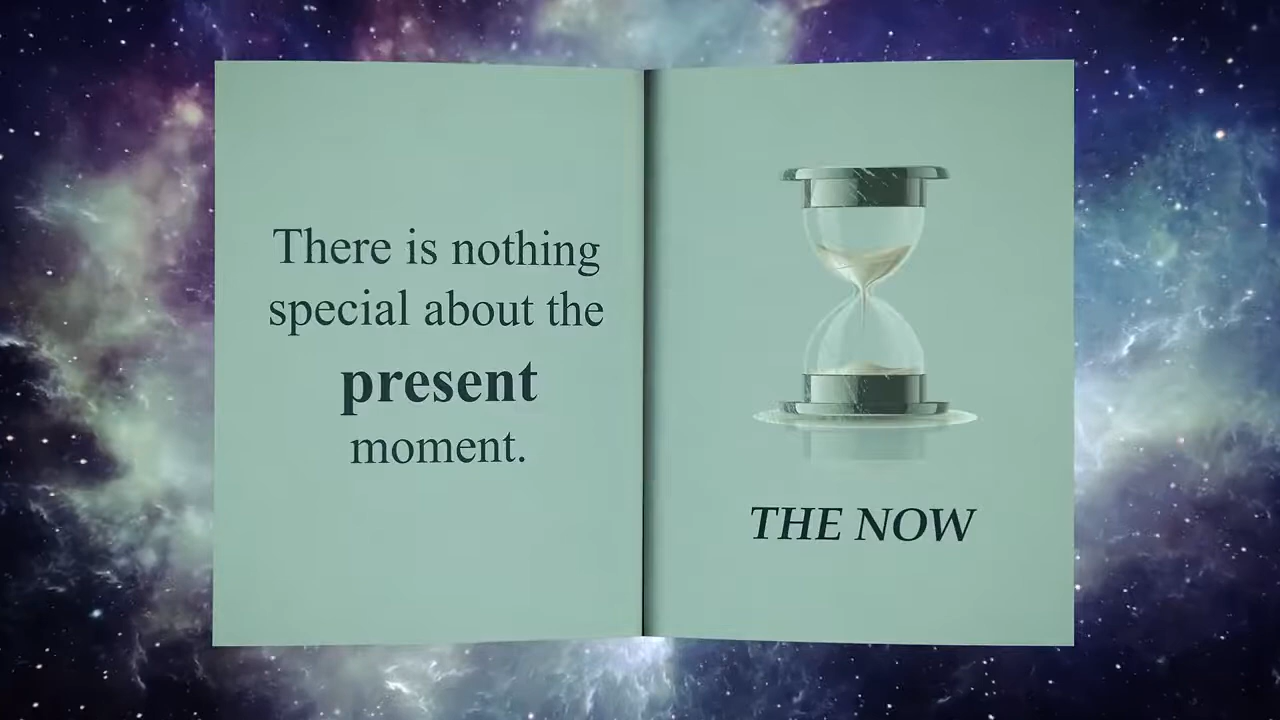 There is nothing
special about the
present
moment.
THE NOW